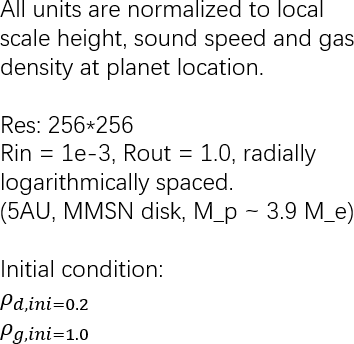 All units are normalized to local
scale height, sound speed and gas
density at planet location.
Res: 256*256
Rin = 1e-3, Rout = 1.0, radially
logarithmically spaced.
(5AU, MMSN disk, M_p ~ 3.9 M_e)
Initial condition:
ρd,ini=0.2
ρg,ini=1.0